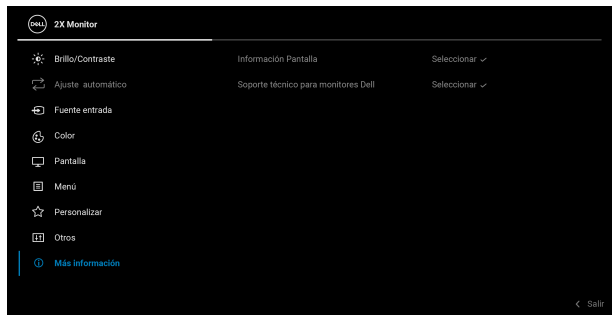 DELL 2X Monitor
Brillo/Contraste Información Pantalla Seleccionar
Ajuste automático Soporte técnico para monitores Dell Seleccionar
Fuente entrada
Color
Pantalla
Menú
Personalizar
Otros
Más información
Salir